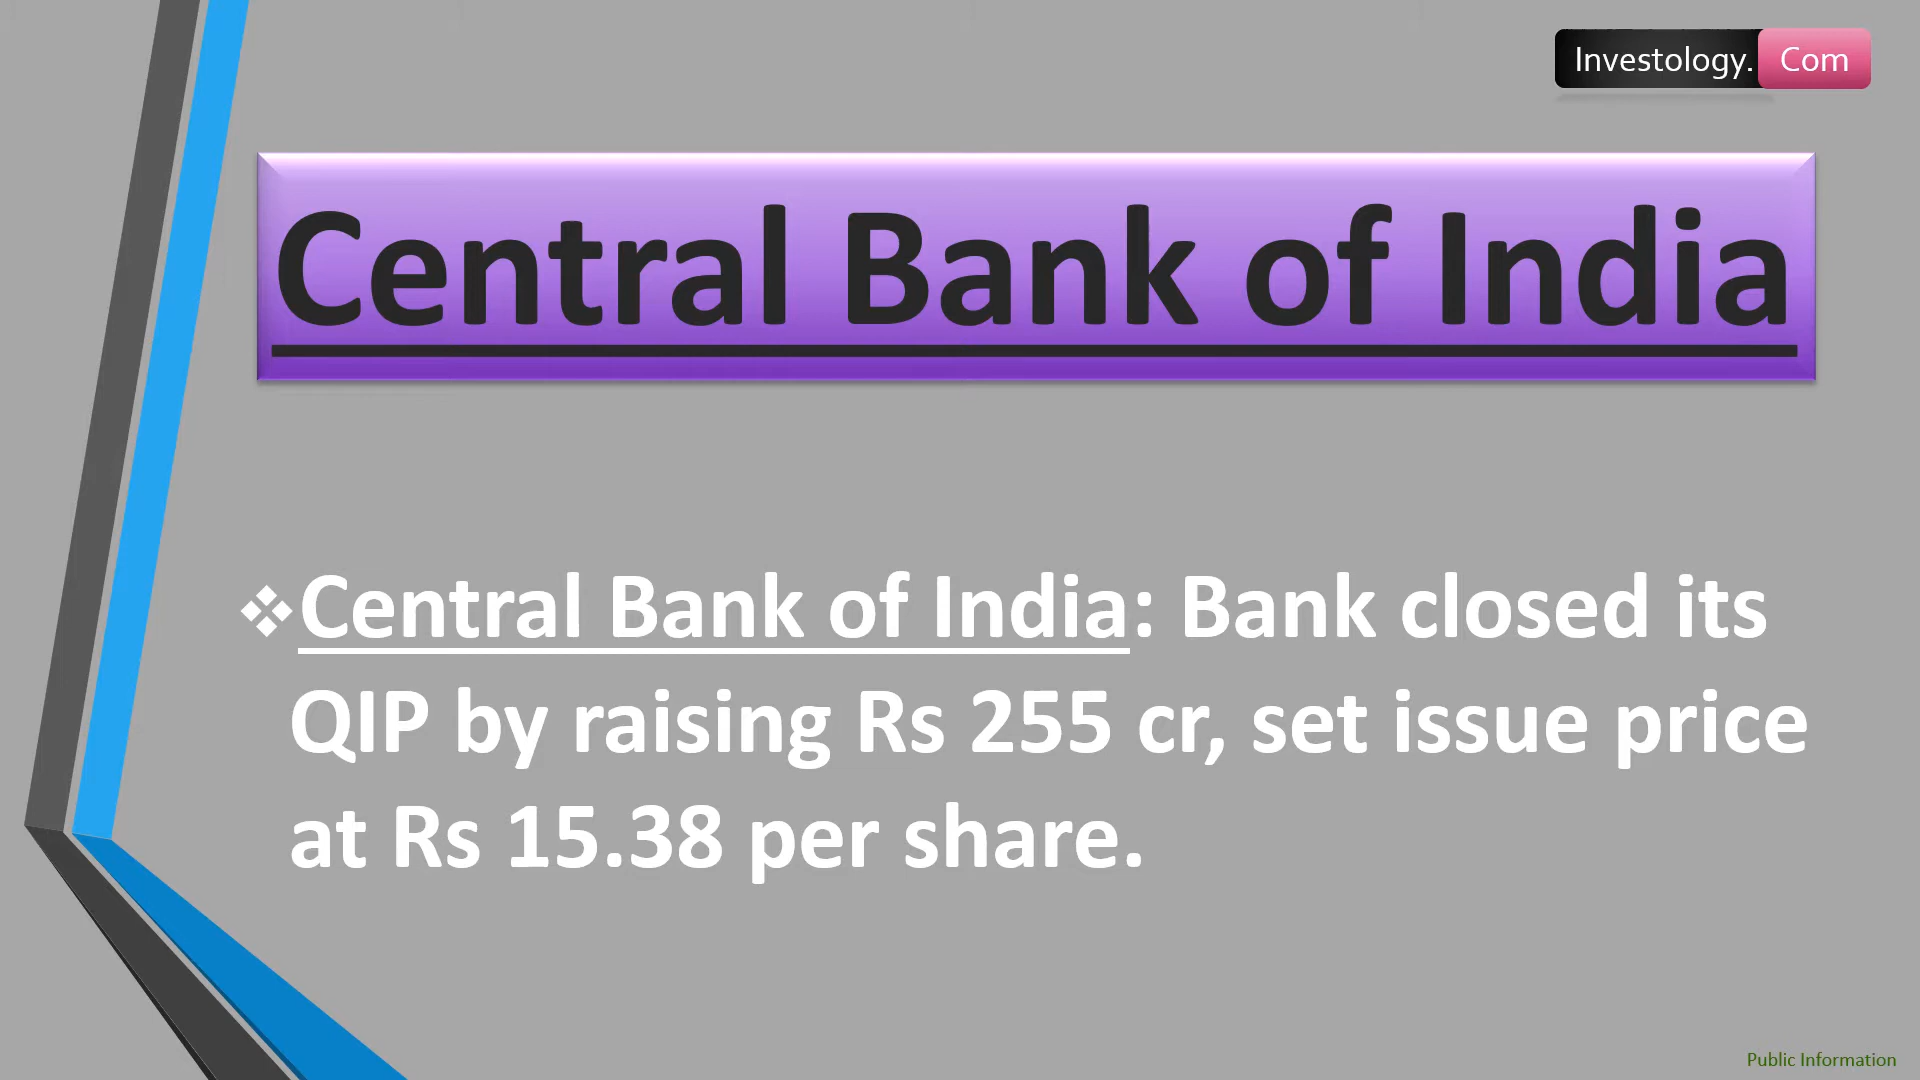 Investology. Com
Central Bank of India
❖Central Bank of India: Bank closed its
QIP by raising Rs 255 cr, set issue price
at Rs 15.38 per share.
Public Information